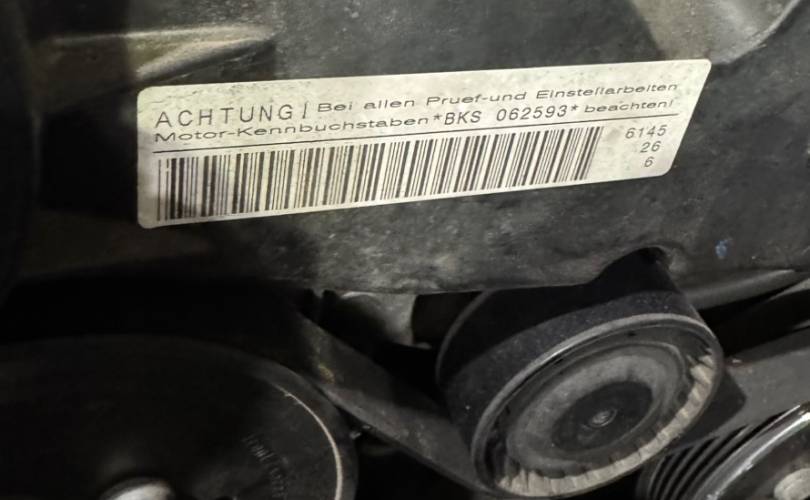 ACHTUNG! Bei allen Pruef-und Einstellarbeiten
Motor-Kennbuchstaben *BKS 062593* beachten!
6145
26
6